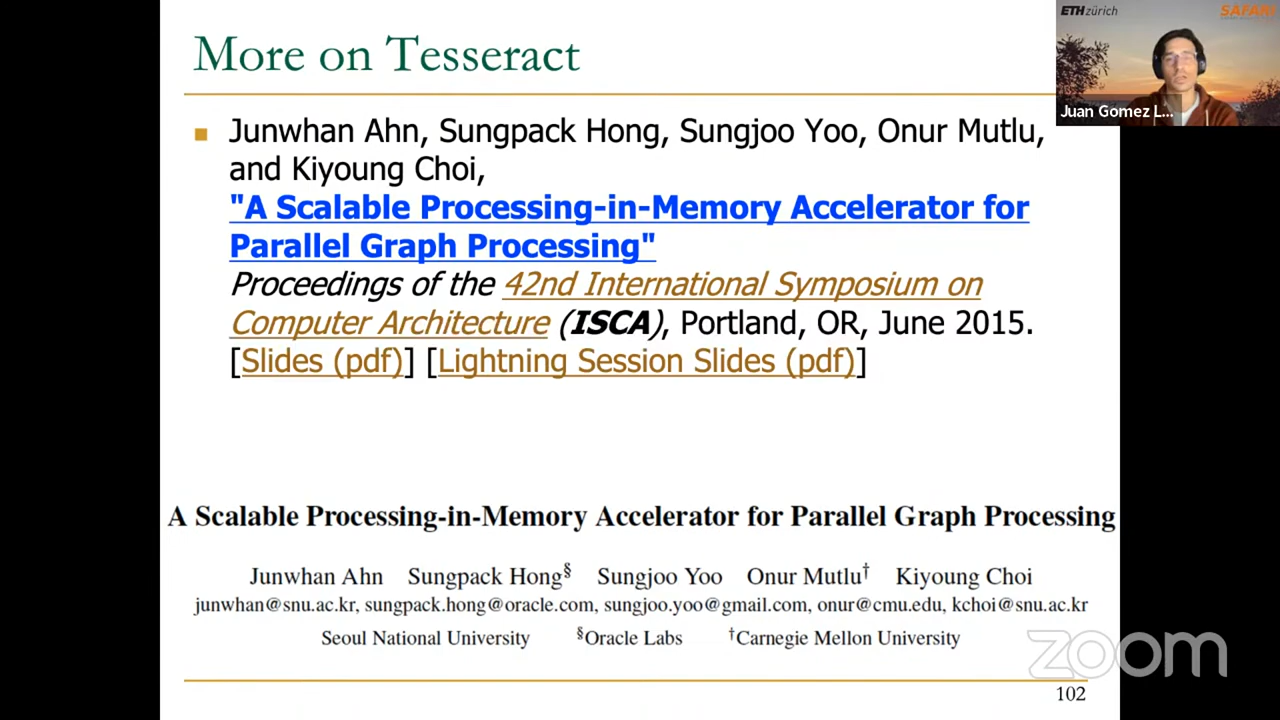 More on Tesseract
ETH zürich
SAFARI
Juan Gomez L...
■ Junwhan Ahn, Sungpack Hong, Sungjoo Yoo, Onur Mutlu,
and Kiyoung Choi,
"A Scalable Processing-in-Memory Accelerator for
Parallel Graph Processing"
Proceedings of the 42nd International Symposium on
Computer Architecture (ISCA), Portland, OR, June 2015.
[Slides (pdf)] [Lightning Session Slides (pdf)]
A Scalable Processing-in-Memory Accelerator for Parallel Graph Processing
Junwhan Ahn Sungpack Hong§ Sungjoo Yoo Onur Mutlu† Kiyoung Choi
junwhan@snu.ac.kr, sungpack.hong@oracle.com, sungjoo.yoo@gmail.com, onur@cmu.edu, kchoi@snu.ac.kr
Seoul National University §Oracle Labs †Carnegie Mellon University
zoom
102